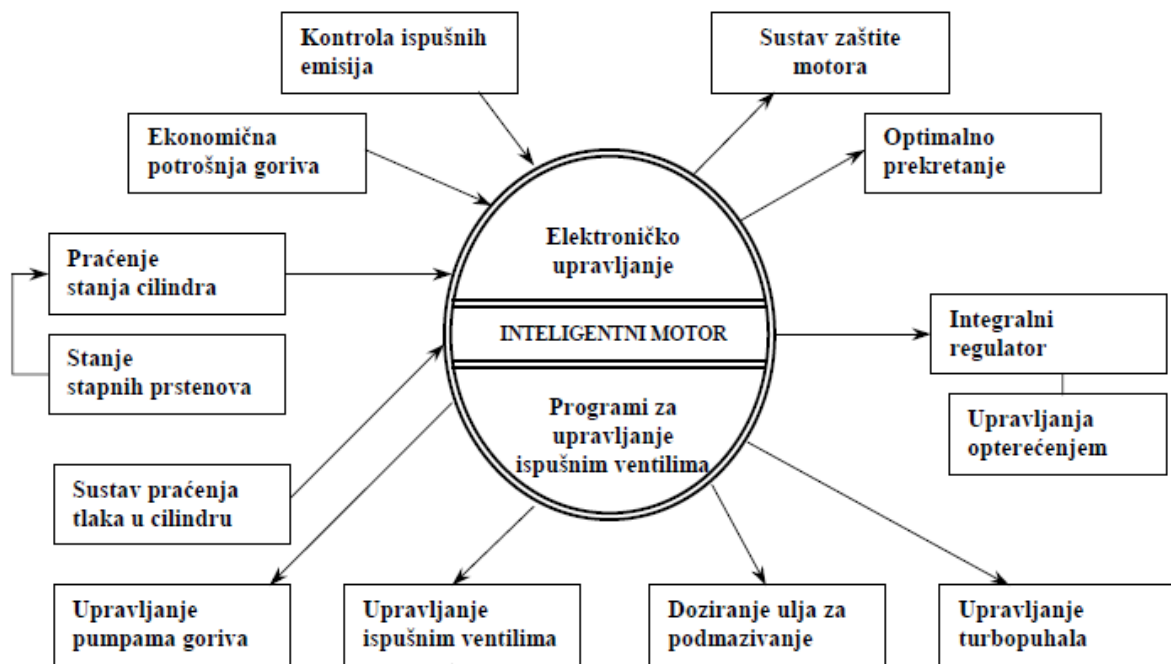 Kontrola ispušnih
emisija
Sustav zaštite
motora
Ekonomična
potrošnja goriva
Optimalno
prekretanje
Elektroničko
upravljanje
Praćenje
stanja cilindra
INTELIGENTNI MOTOR
Integralni
regulator
Stanje
stapnih prstenova
Programi za
upravljanje
ispušnim ventilima
Upravljanja
opterećenjem
Sustav praćenja
tlaka u cilindru
Upravljanje
pumpama goriva
Upravljanje
ispušnim ventilima
Doziranje ulja za
podmazivanje
Upravljanje
turbopuhala